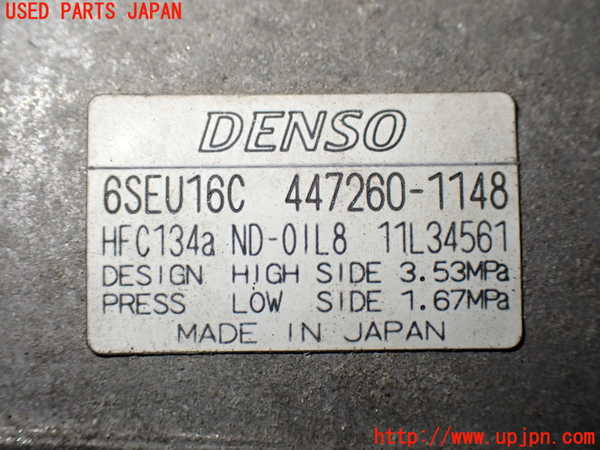 USED PARTS JAPAN
DENSO
6SEU16C 447260-1148
HFC134a ND-OIL8 11L34561
DESIGN HIGH SIDE 3.53MPa
PRESS LOW SIDE 1.67MPa
MADE IN JAPAN
http://www.upjpn.com/